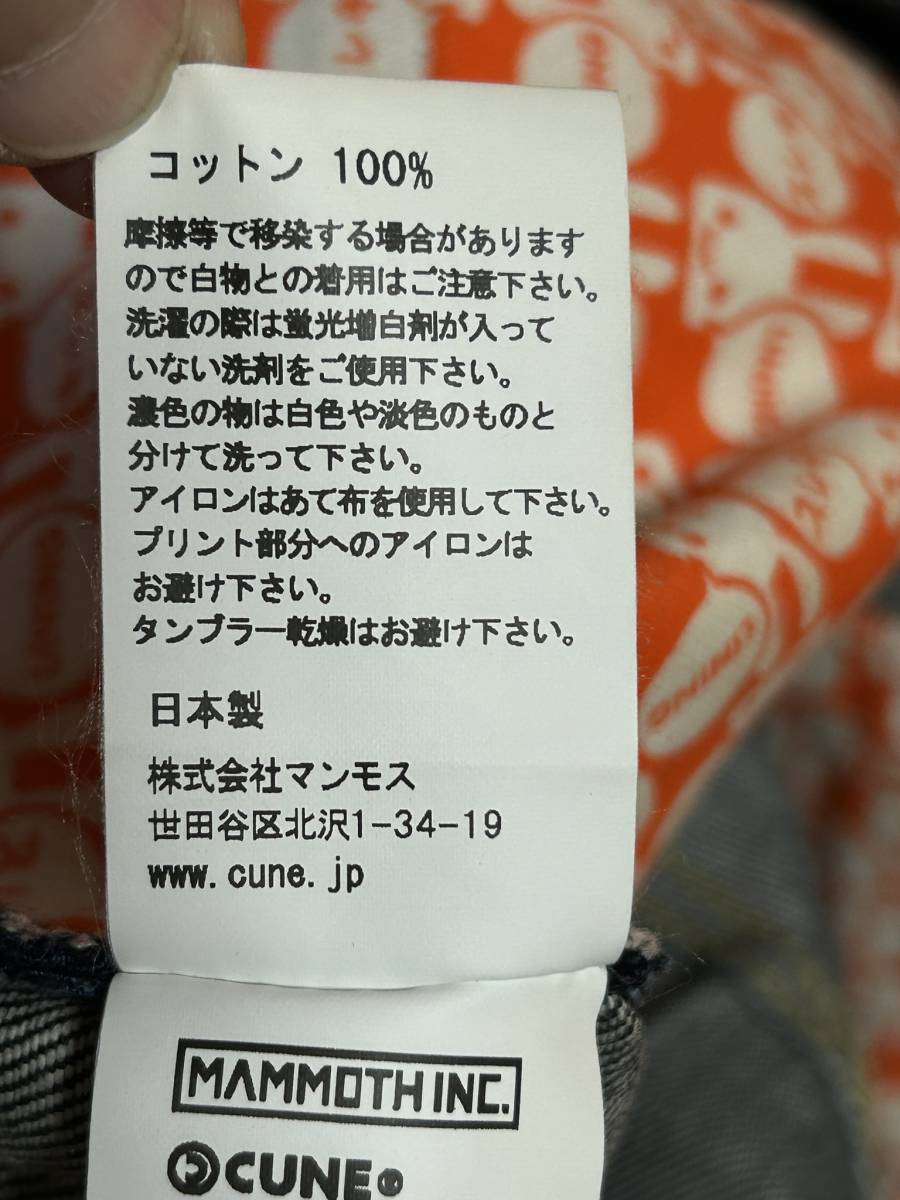 コットン 100%
摩擦等で移染する場合があります
ので白物との着用はご注意下さい。
洗濯の際は蛍光増白剤が入って
いない洗剤をご使用下さい。
濃色の物は白色や淡色のものと
分けて洗って下さい。
アイロンはあて布を使用して下さい。
プリント部分へのアイロンは
お避け下さい。
タンブラー乾燥はお避け下さい。
日本製
株式会社マンモス
世田谷区北沢1-34-19
www.cune.jp
MAMMOTH INC.
CUNE®